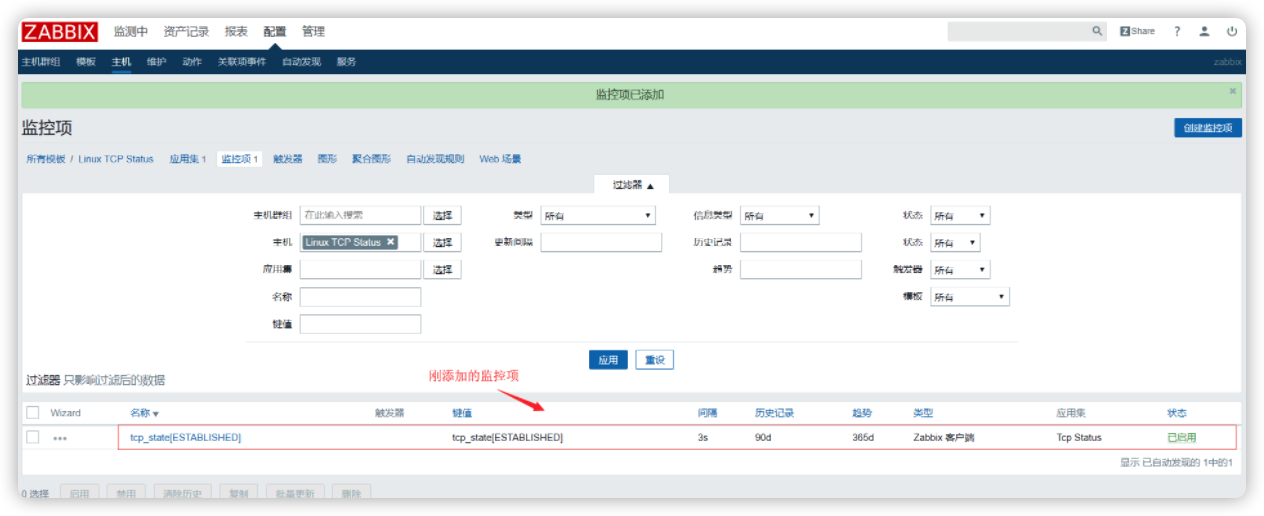 ZABBIX 监测中 资产记录 报表 配置 管理 Z Share ?
主机群组 模板 主机 维护 动作 关联项事件 自动发现 服务 zabbix
监控项已添加
监控项 创建监控项
所有模板 / Linux TCP Status 应用集 1 监控项 1 触发器 图形 聚合图形 自动发现规则 Web 场景
过滤器 ▲
主机群组 在此输入搜索 选择 类型 所有 信息类型 所有 状态 所有
主机 Linux TCP Status 选择 更新间隔 历史记录 状态 所有
应用集 选择 趋势 触发器 所有
名称 模板 所有
键值
应用 重设
过滤器 只影响过滤后的数据
刚添加的监控项
Wizard 名称 触发器 键值 间隔 历史记录 趋势 类型 应用集 状态
tcp_state[ESTABLISHED] tcp_state[ESTABLISHED] 3s 90d 365d Zabbix 客户端 Tcp Status 已启用
显示 已自动发现的 1中的1
0 选择 启用 禁用 清除历史 复制 批量更新 删除